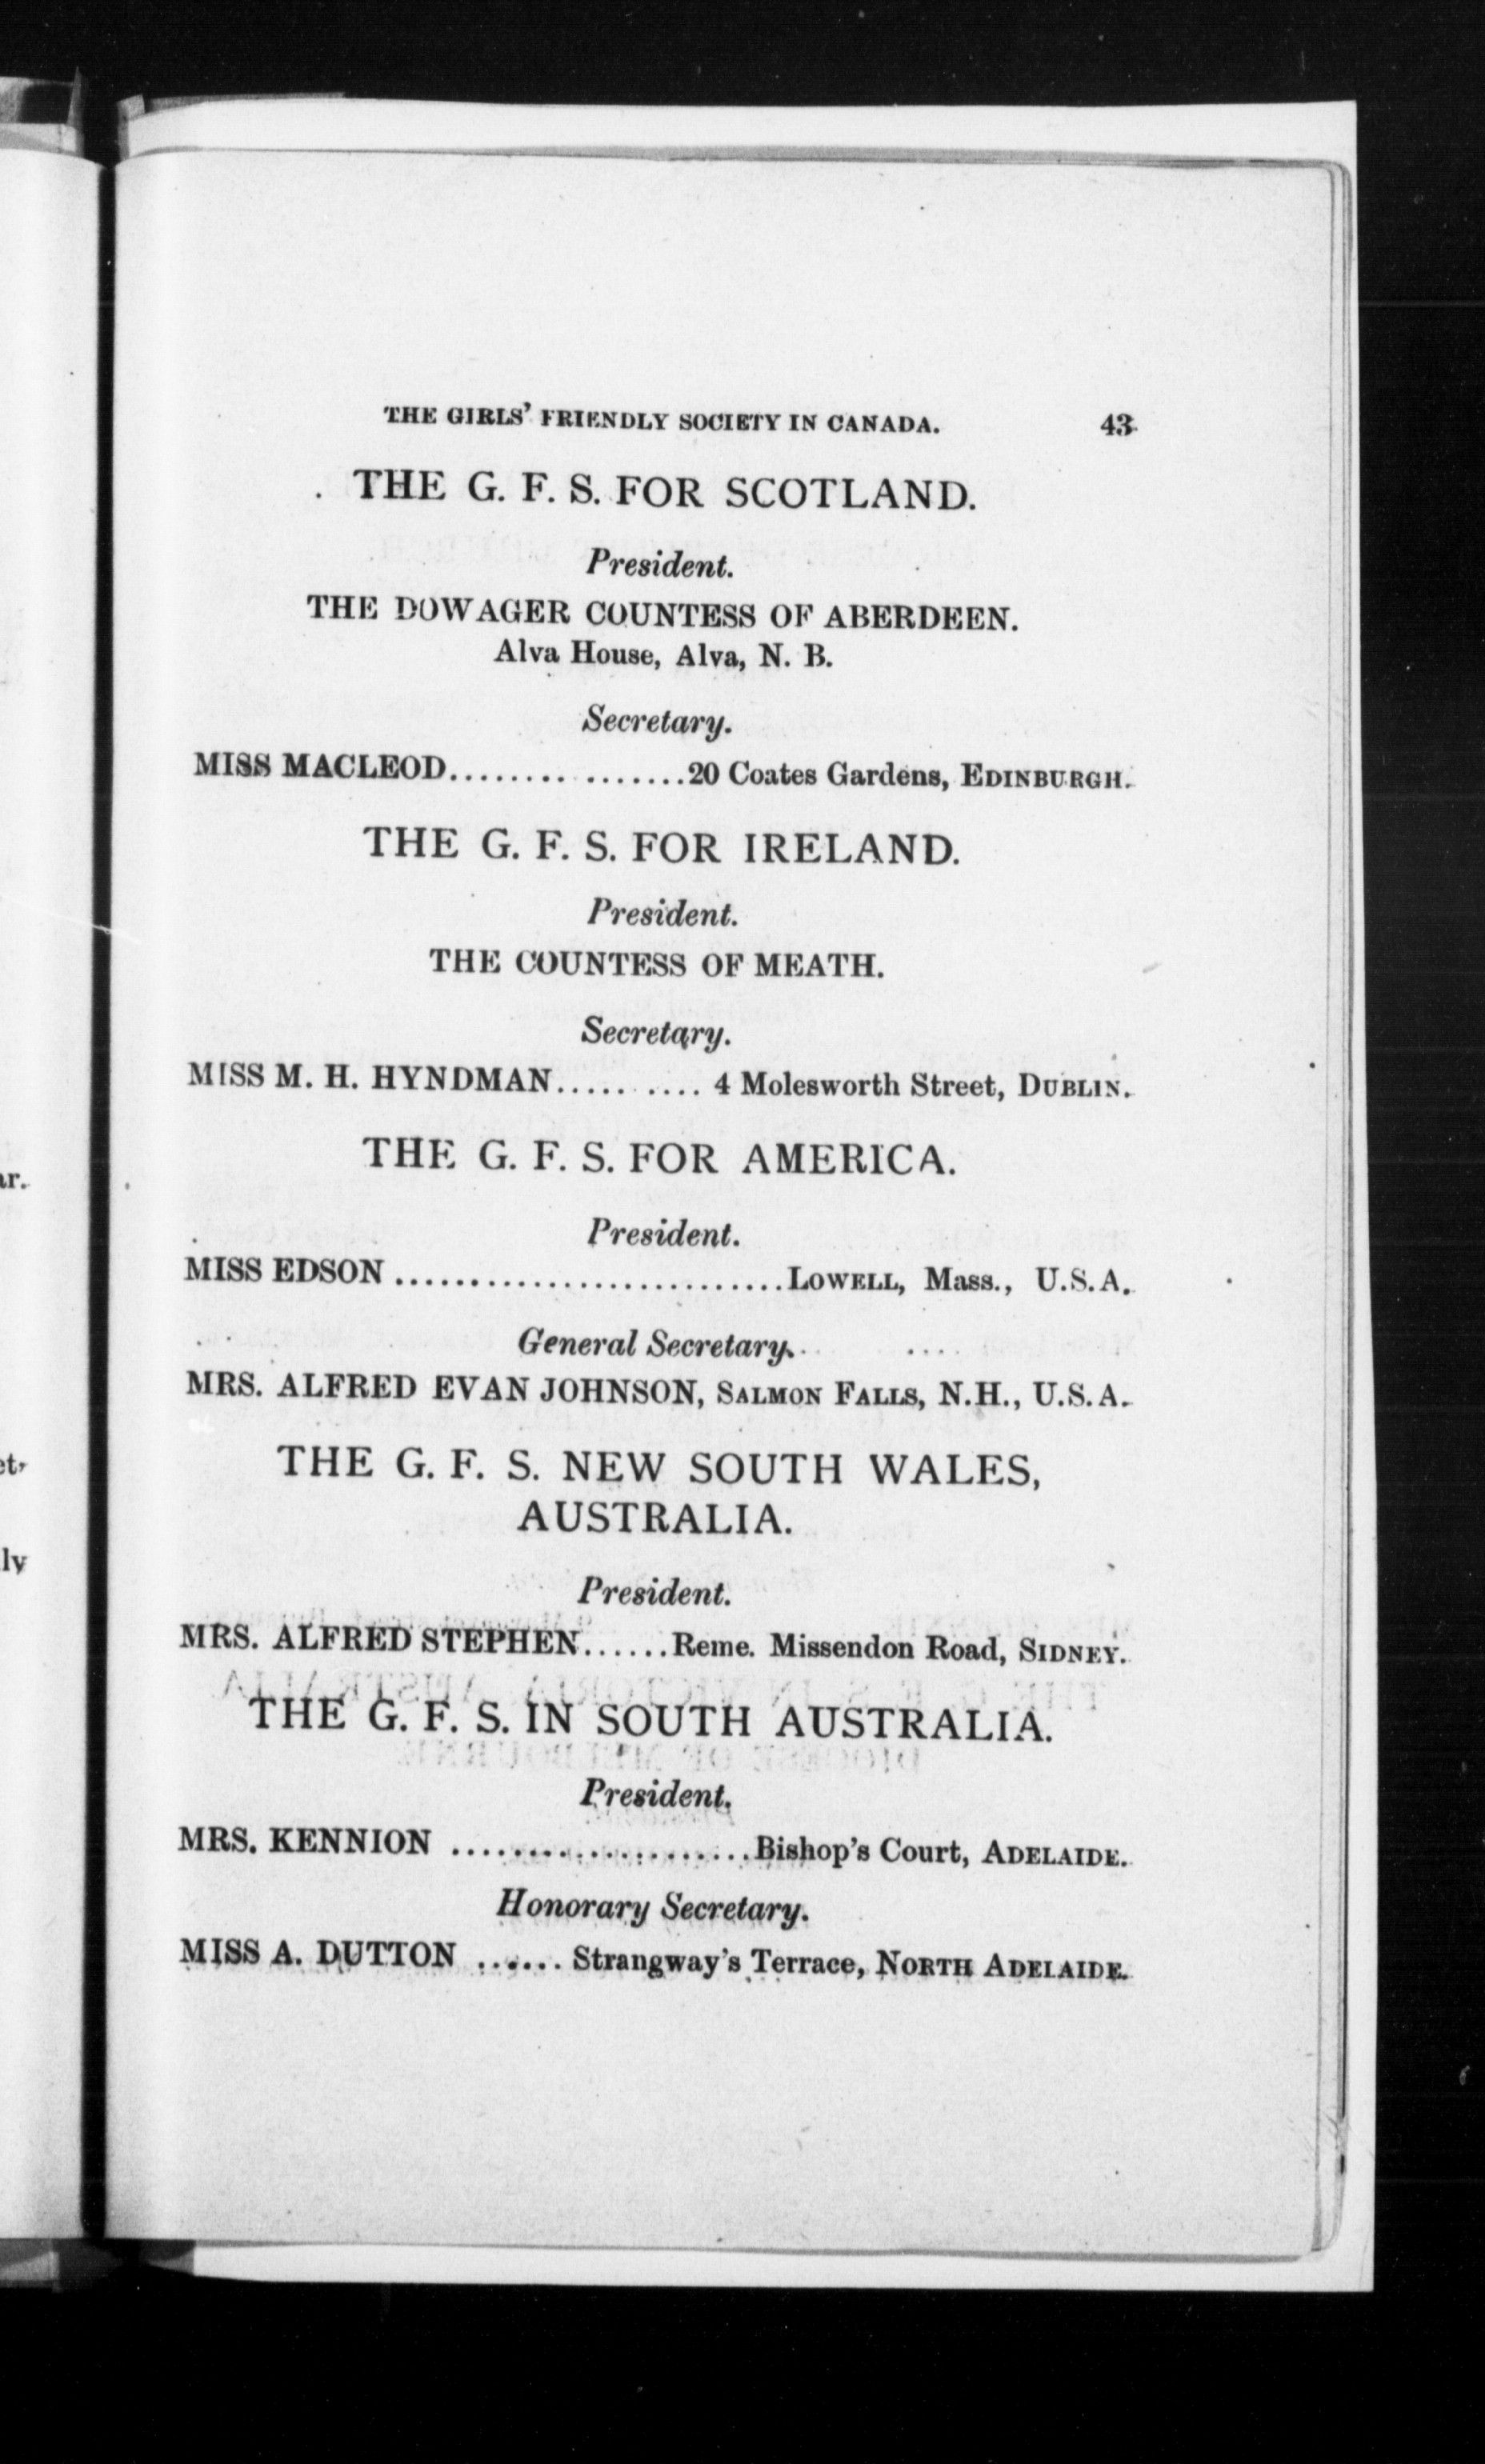 THE GIRLS' FRIENDLY SOCIETY IN CANADA. 43
THE G. F. S. FOR SCOTLAND.
President.
THE DOWAGER COUNTESS OF ABERDEEN.
Alva House, Alva, N. B.
Secretary.
MISS MACLEOD............... 20 Coates Gardens, EDINBURGH.
THE G. F. S. FOR IRELAND.
President.
THE COUNTESS OF MEATH.
Secretary.
MISS M. H. HYNDMAN.......... 4 Molesworth Street, DUBLIN.
THE G. F. S. FOR AMERICA.
President.
MISS EDSON ..........................LOWELL, Mass., U.S.A.
General Secretary.
MRS. ALFRED EVAN JOHNSON, SALMON FALLS, N.H., U.S.A.
THE G. F. S. NEW SOUTH WALES,
AUSTRALIA.
President.
MRS. ALFRED STEPHEN......Reme. Missendon Road, SIDNEY.
THE G. F. S. IN SOUTH AUSTRALIA.
President.
MRS. KENNION ....................Bishop's Court, ADELAIDE.
Honorary Secretary.
MISS A. DUTTON ...... Strangway's Terrace, NORTH ADELAIDE.